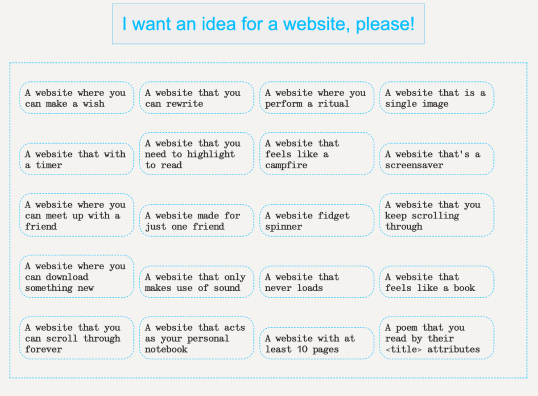 I want an idea for a website, please!
A website where you
can make a wish
A website that you
can rewrite
A website where you
perform a ritual
A website that is a
single image
A website that with
a timer
A website that you
need to highlight
to read
A website that
feels like a
campfire
A website that's a
screensaver
A website where you
can meet up with a
friend
A website made for
just one friend
A website fidget
spinner
A website that you
keep scrolling
through
A website where you
can download
something new
A website that only
makes use of sound
A website that
never loads
A website that
feels like a book
A website that you
can scroll through
forever
A website that acts
as your personal
notebook
A website with at
least 10 pages
A poem that you
read by their
<title> attributes